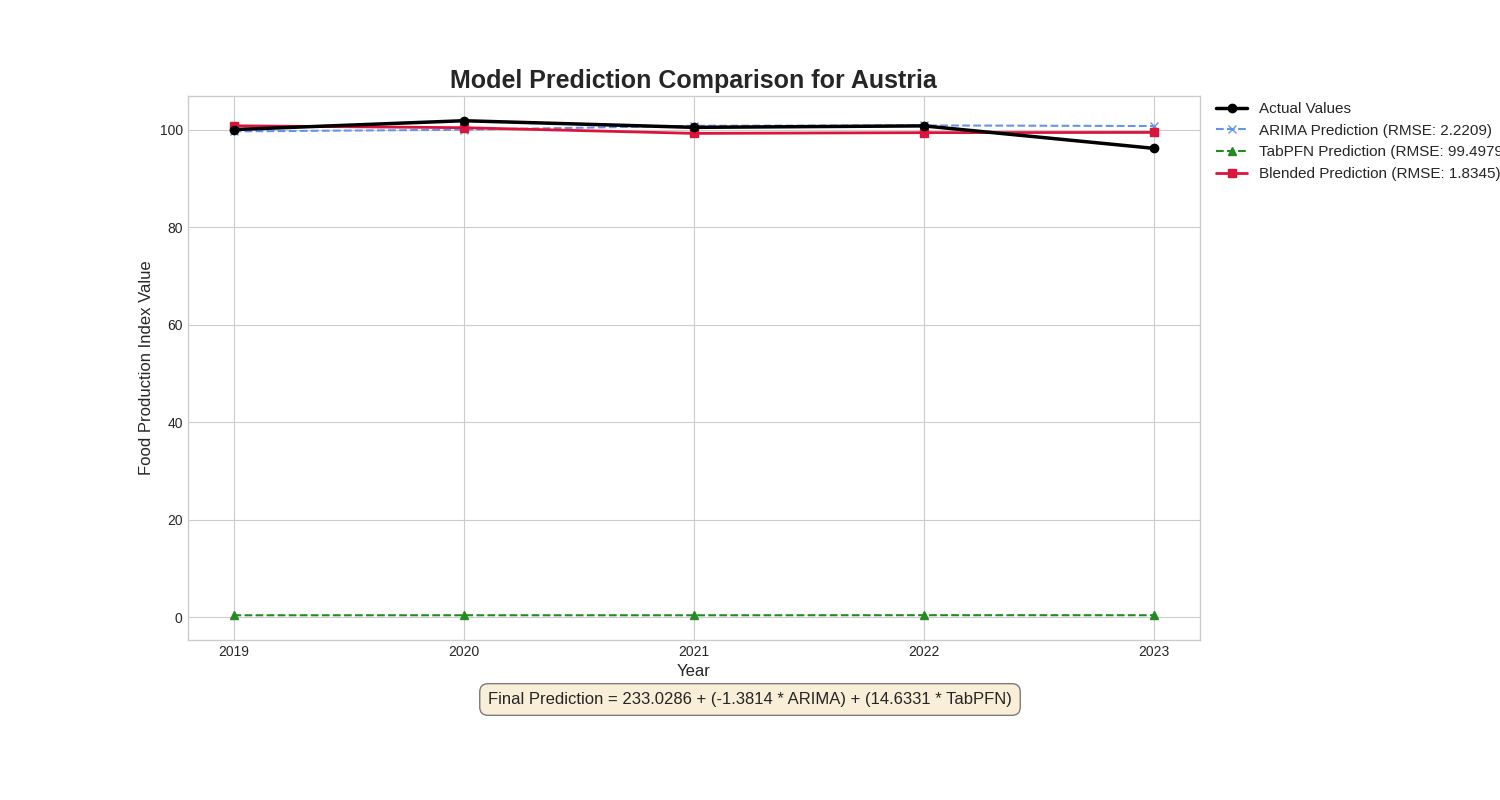 Model Prediction Comparison for Austria
Actual Values
ARIMA Prediction (RMSE: 2.2209)
TabPFN Prediction (RMSE: 99.4979
Blended Prediction (RMSE: 1.8345)
Food Production Index Value
100
80
60
40
20
0
2019 2020 2021 2022 2023
Year
Final Prediction = 233.0286 + (-1.3814 * ARIMA) + (14.6331 * TabPFN)